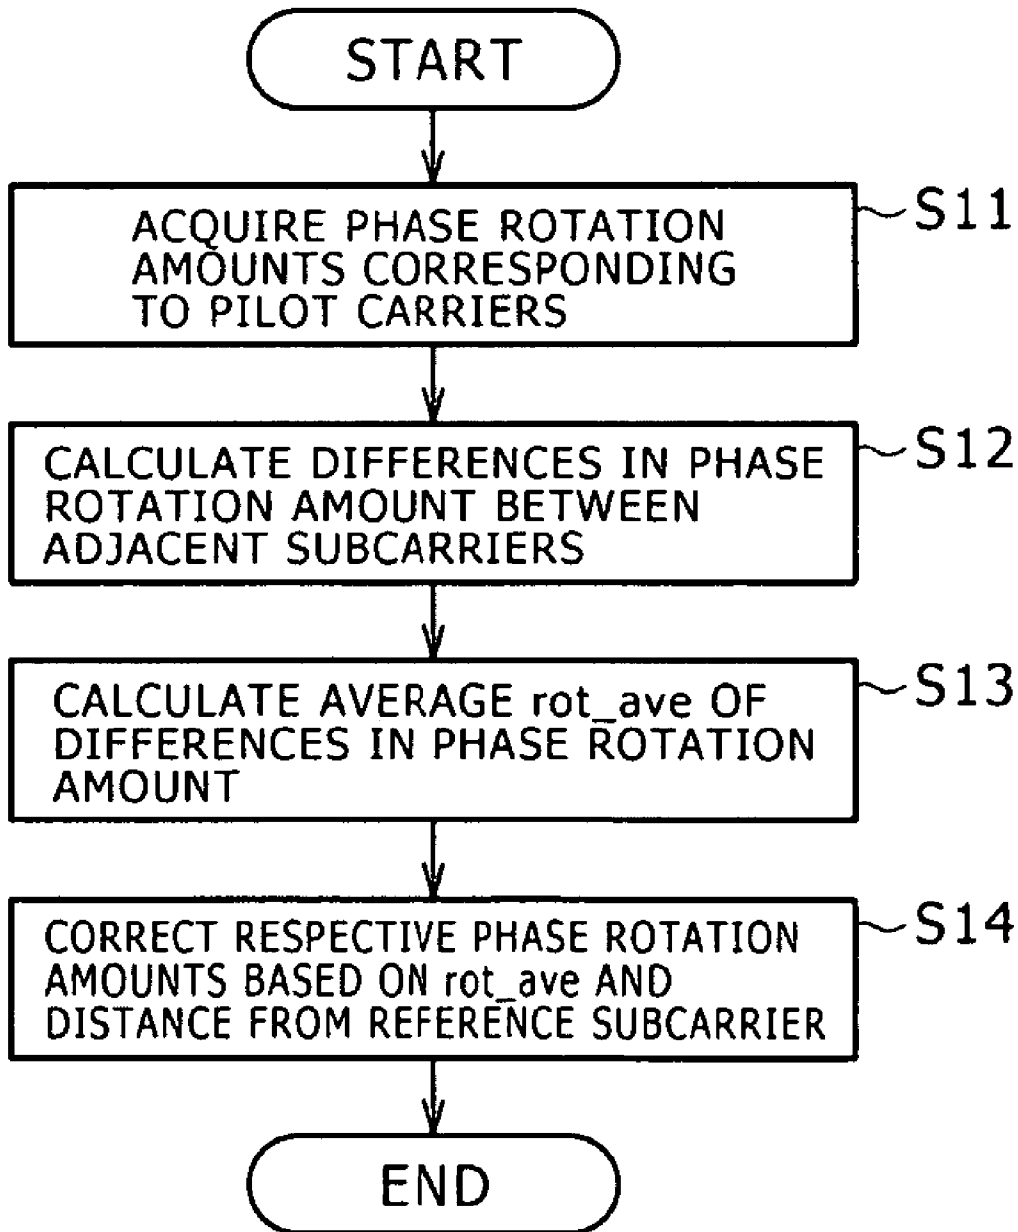 START
S11
ACQUIRE PHASE ROTATION
AMOUNTS CORRESPONDING
TO PILOT CARRIERS
S12
CALCULATE DIFFERENCES IN PHASE
ROTATION AMOUNT BETWEEN
ADJACENT SUBCARRIERS
S13
CALCULATE AVERAGE rot_ave OF
DIFFERENCES IN PHASE ROTATION
AMOUNT
S14
CORRECT RESPECTIVE PHASE ROTATION
AMOUNTS BASED ON rot_ave AND
DISTANCE FROM REFERENCE SUBCARRIER
END